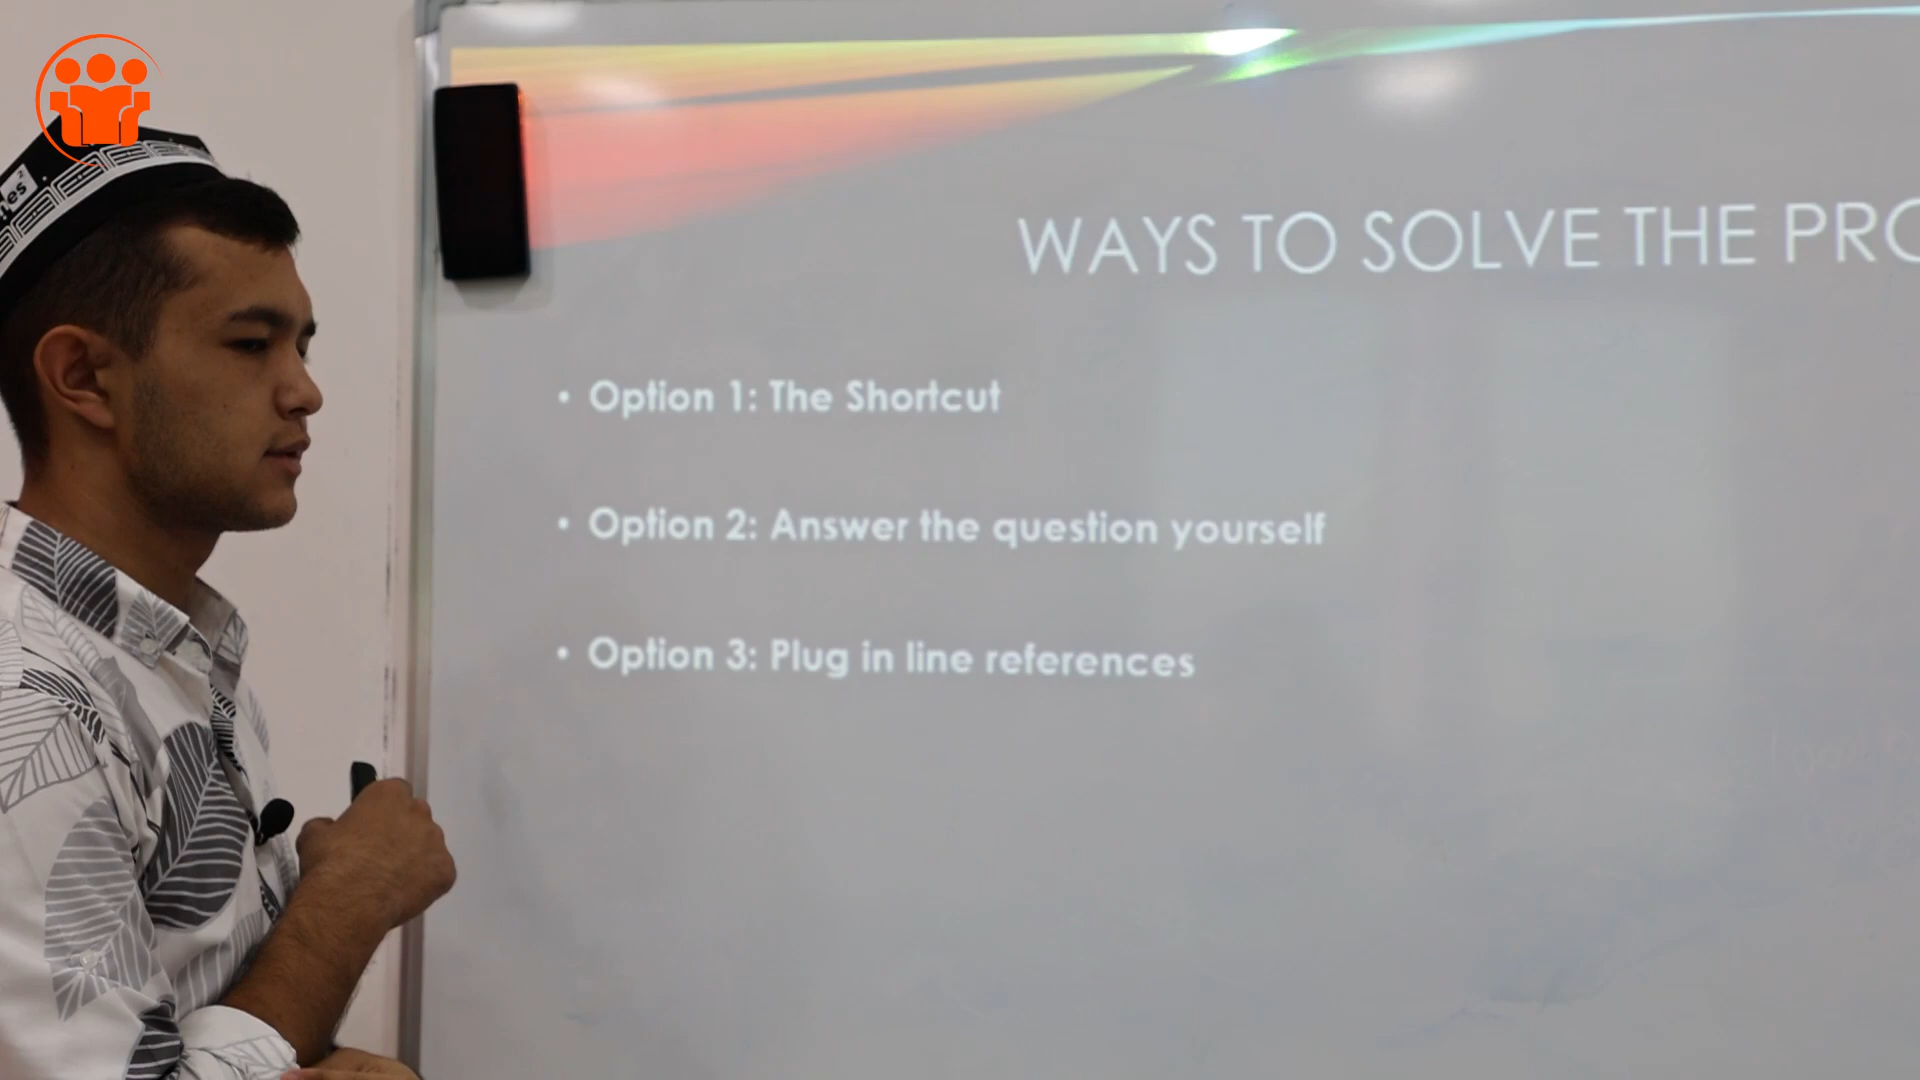 WAYS TO SOLVE THE PRO
• Option 1: The Shortcut
• Option 2: Answer the question yourself
• Option 3: Plug in line references